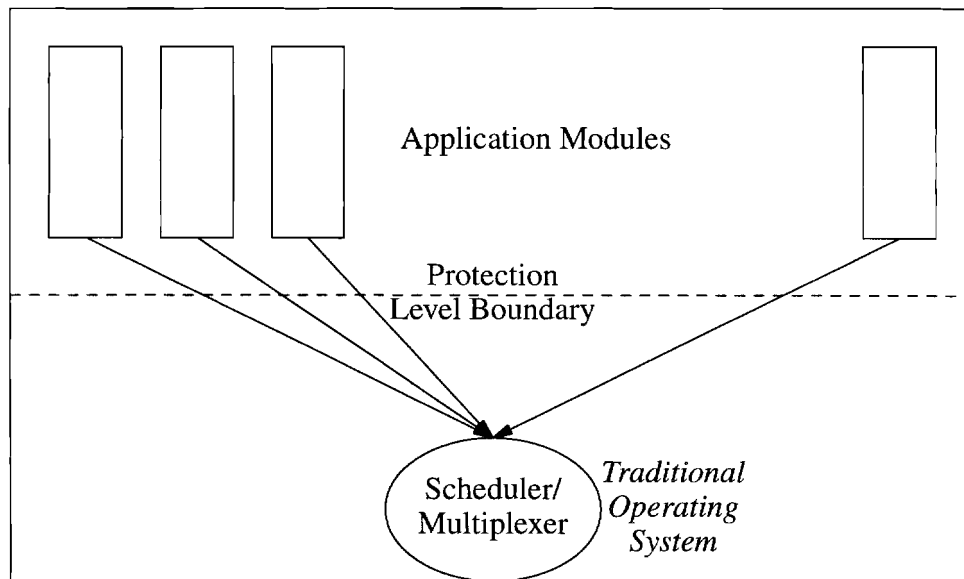 Application Modules
Protection
Level Boundary
Scheduler/
Multiplexer
Traditional
Operating
System